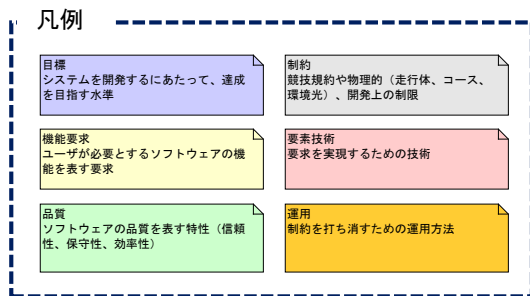 凡例
目標
システムを開発するにあたって、達成
を目指す水準
制約
競技規約や物理的（走行体、コース、
環境光）、開発上の制限
機能要求
ユーザが必要とするソフトウェアの機
能を表す要求
要素技術
要求を実現するための技術
品質
ソフトウェアの品質を表す特性（信頼
性、保守性、効率性）
運用
制約を打ち消すための運用方法